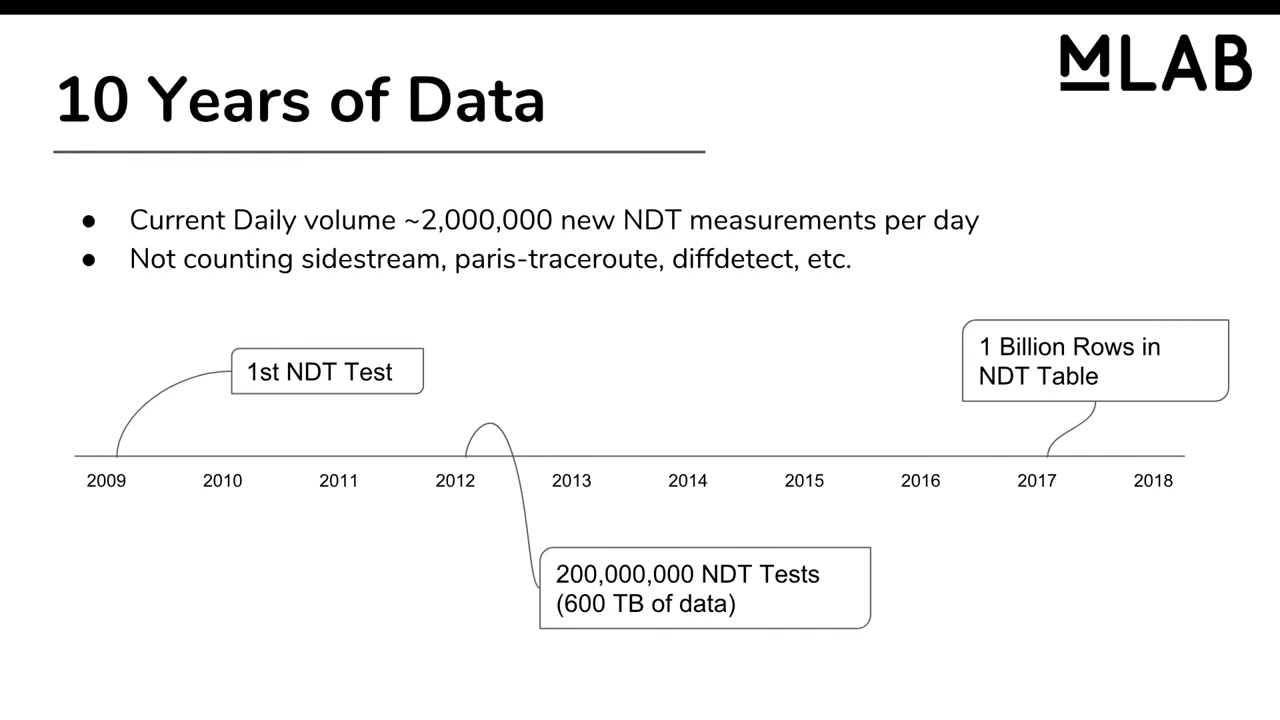 MLAB
10 Years of Data
● Current Daily volume ~2,000,000 new NDT measurements per day
● Not counting sidestream, paris-traceroute, diffdetect, etc.
1 Billion Rows in
NDT Table
1st NDT Test
2009 2010 2011 2012 2013 2014 2015 2016 2017 2018
200,000,000 NDT Tests
(600 TB of data)